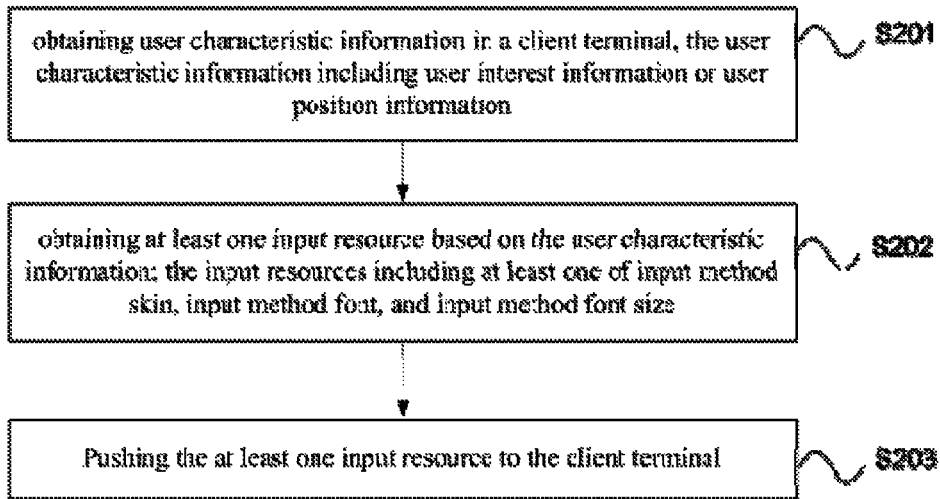 obtaining user characteristic information in a client terminal, the user
characteristic information including user interest information or user
position information
S201
obtaining at least one input resource based on the user characteristic
information; the input resources including at least one of input method
skin, input method font, and input method font size
S202
Pushing the at least one input resource to the client terminal
S203